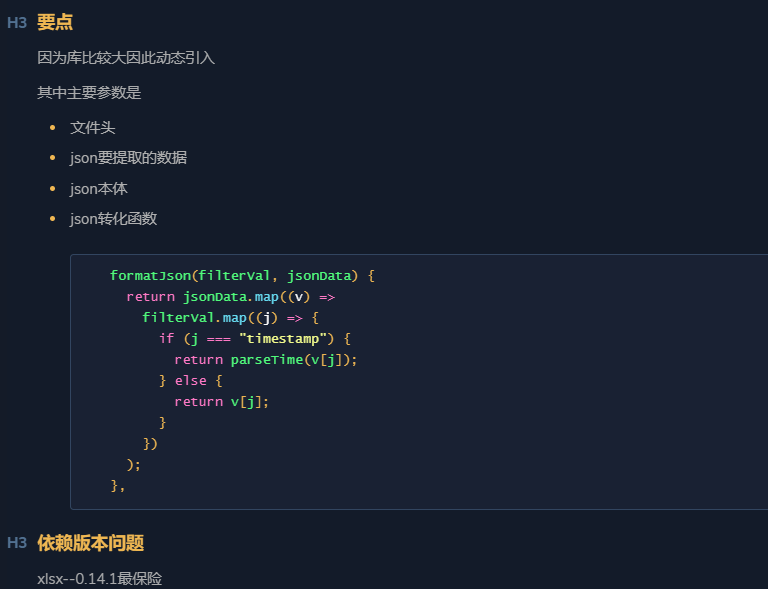 H3 要点
因为库比较大因此动态引入
其中主要参数是
文件头
json要提取的数据
json本体
json转化函数
formatJson(filterVal, jsonData) {
return jsonData.map((v) =>
filterVal.map((j) => {
if (j === "timestamp") {
return parseTime(v[j]);
} else {
return v[j];
}
})
);
},
H3 依赖版本问题
xlsx--0.14.1最保险